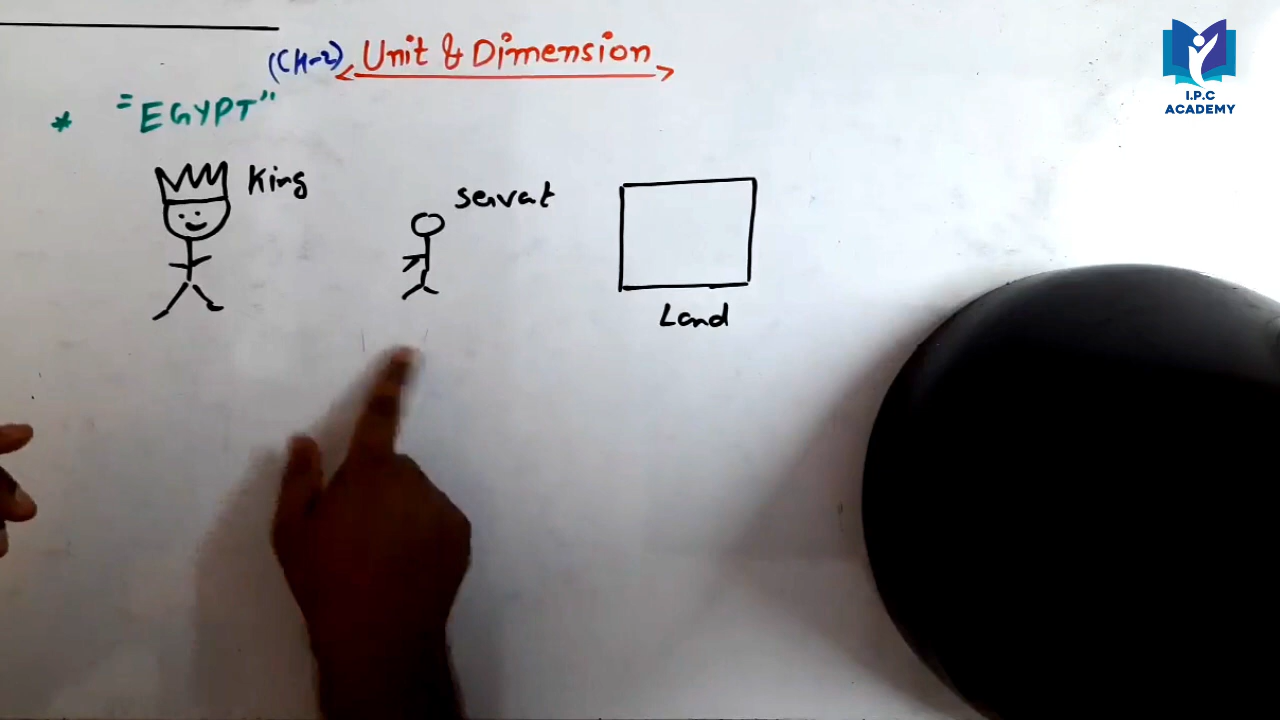 (CH-2) Unit & Dimension
* "EGYPT"
King
Servat
Land
I.P.C
ACADEMY